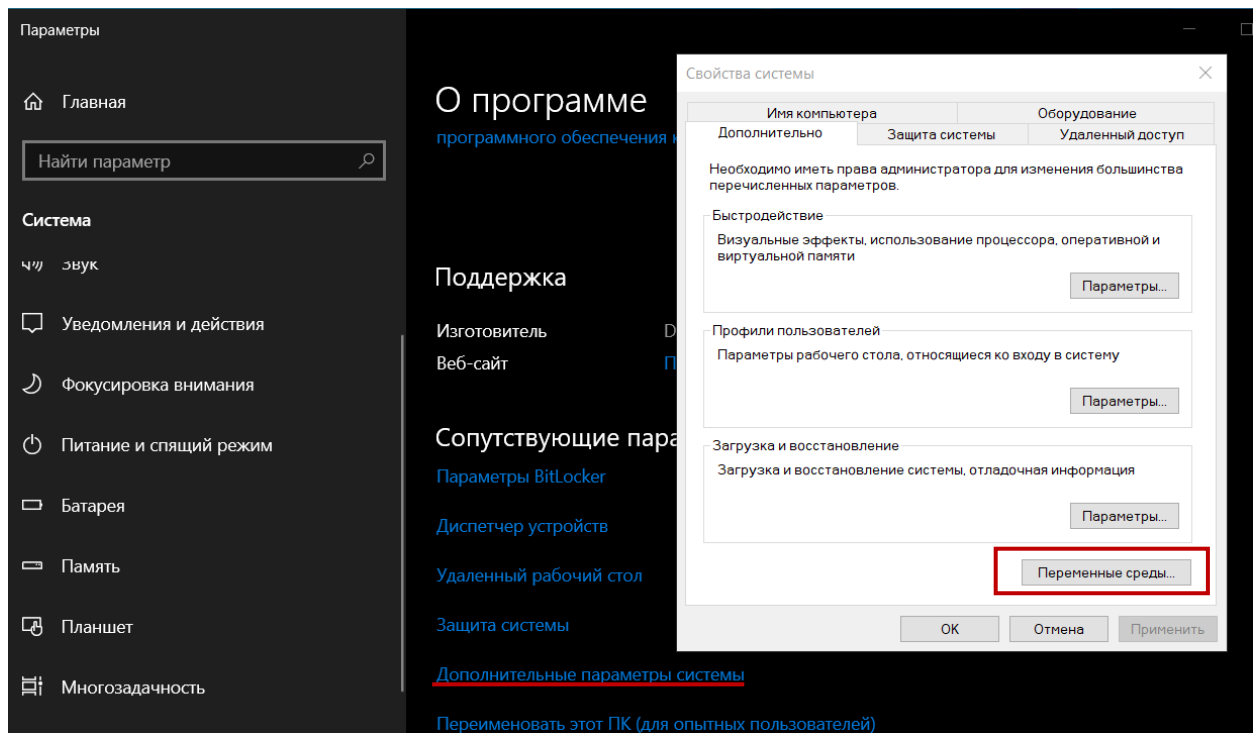 Параметры
Главная
Найти параметр
Система
Звук
Уведомления и действия
Фокусировка внимания
Питание и спящий режим
Батарея
Память
Планшет
Многозадачность
О программе
программного обеспечения
Поддержка
Изготовитель
Веб-сайт
Сопутствующие
Параметры BitLocker
Диспетчер устройств
Удаленный рабочий стол
Защита системы
Дополнительные параметры системы
Переименовать этот ПК (для опытных пользователей)
Свойства системы
Имя компьютера
Оборудование
Дополнительно
Защита системы
Удаленный доступ
Необходимо иметь права администратора для изменения большинства
перечисленных параметров.
Быстродействие
Визуальные эффекты, использование процессора, оперативной и
виртуальной памяти
Параметры...
Профили пользователей
Параметры рабочего стола, относящиеся ко входу в систему
Параметры...
Загрузка и восстановление
Загрузка и восстановление системы, отладочная информация
Параметры...
Переменные среды...
ОК
Отмена
Применить